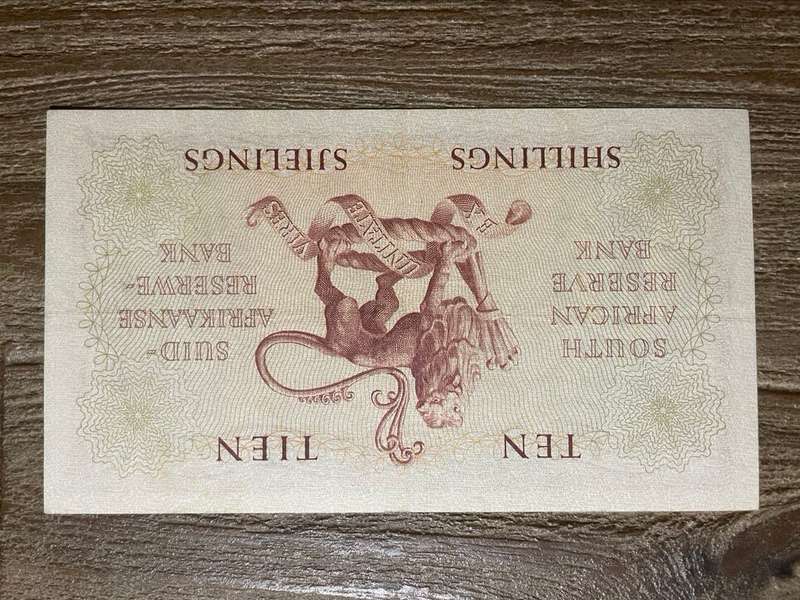 TEN TIEN
SOUTH
AFRICAN
RESERVE
BANK
SUID-
AFRIKAANSE
RESERWE-
BANK
EX UNITATE VIRES
SHILLINGS SJIELINGS